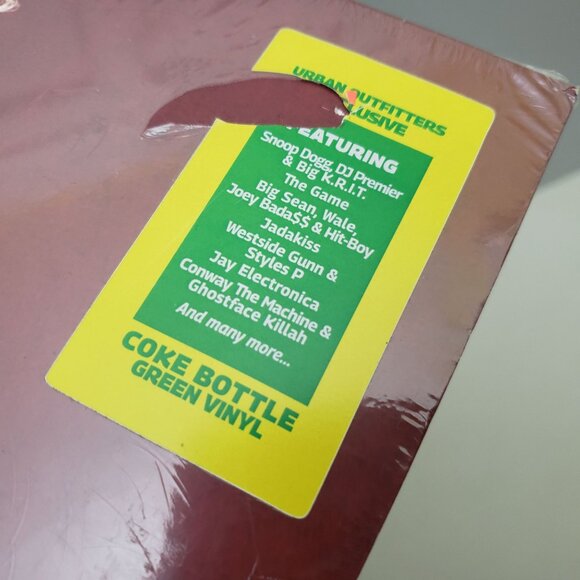 URBAN OUTFITTERS
LUSIVE
FEATURING
Snoop Dogg, DJ Premier
& Big K.R.I.T.
The Game
Big Sean, Wale,
Joey Bada$$ & Hit-Boy
Jadakiss
Westside Gunn &
Styles P
Jay Electronica
Conway The Machine &
Ghostface Killah
And many more...
COKE BOTTLE
GREEN VINYL